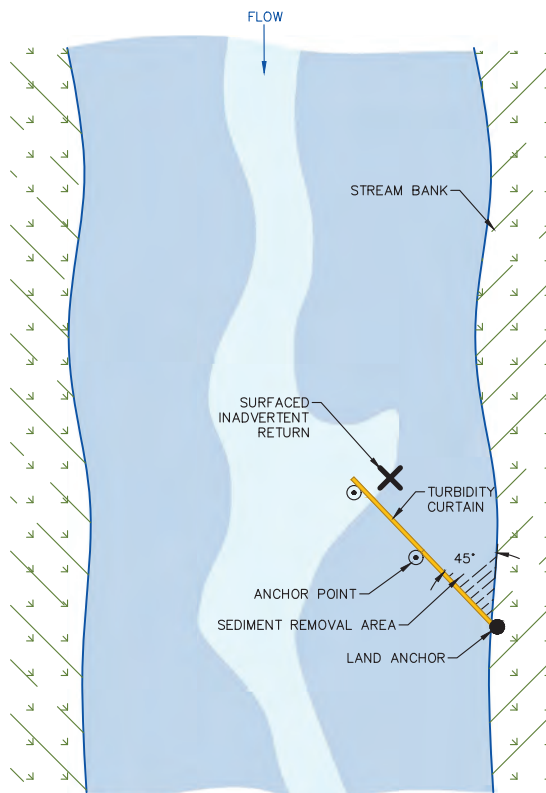 FLOW
STREAM BANK
SURFACED
INADVERTENT
RETURN
TURBIDITY
CURTAIN
45°
ANCHOR POINT
SEDIMENT REMOVAL AREA
LAND ANCHOR